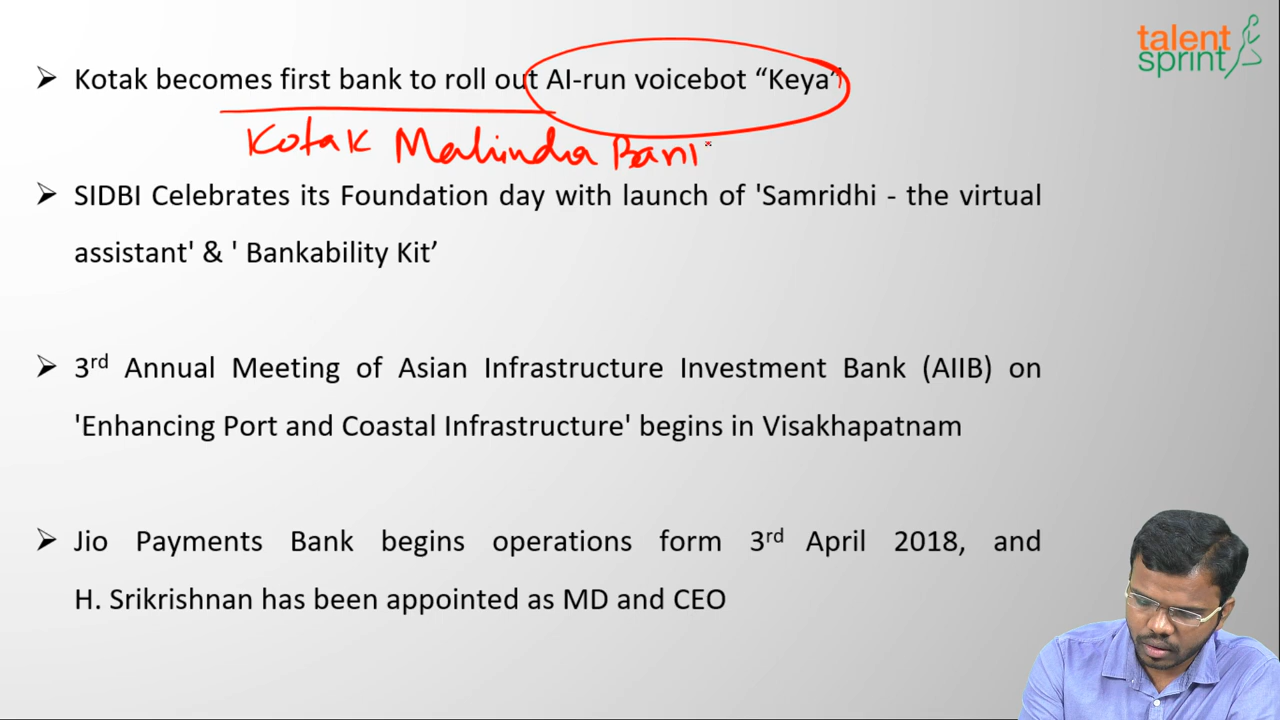 talent
sprint
➢ Kotak becomes first bank to roll out AI-run voicebot “Keya”
Kotak Mahindra Ban
➢ SIDBI Celebrates its Foundation day with launch of 'Samridhi - the virtual
assistant' & ' Bankability Kit’
➢ 3rd Annual Meeting of Asian Infrastructure Investment Bank (AIIB) on
'Enhancing Port and Coastal Infrastructure' begins in Visakhapatnam
➢ Jio Payments Bank begins operations form 3rd April 2018, and
H. Srikrishnan has been appointed as MD and CEO